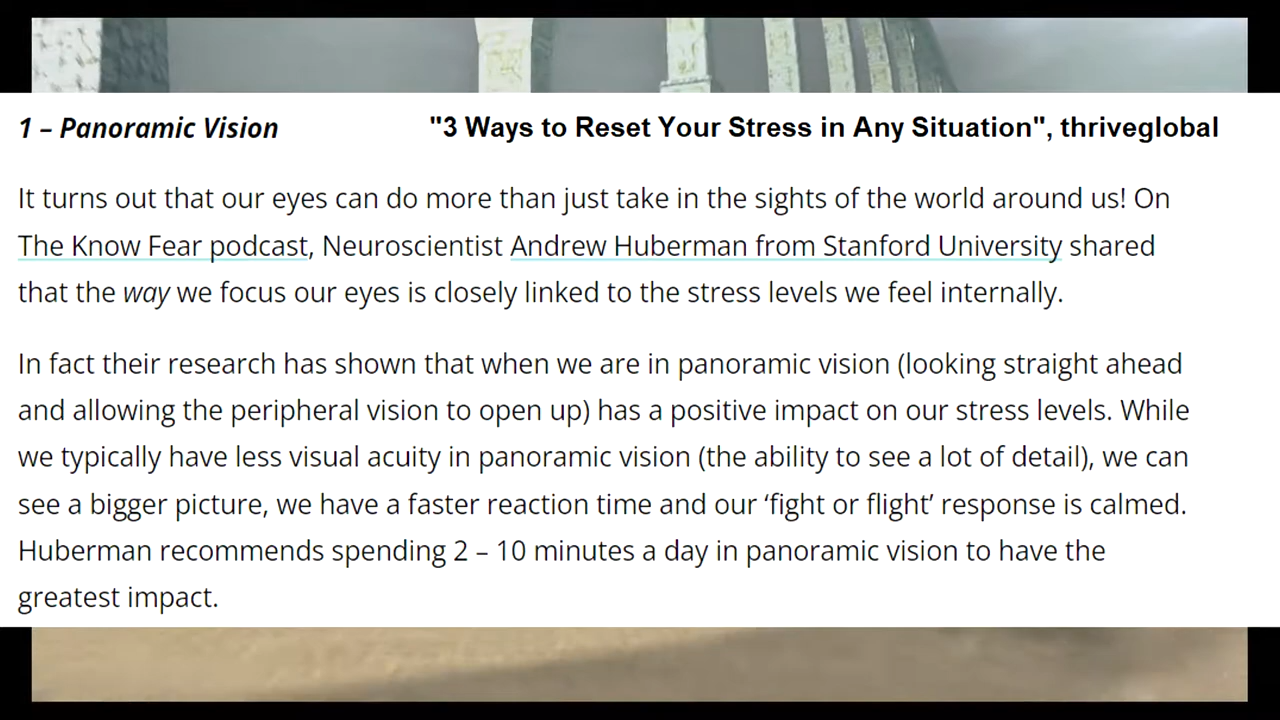 1 – Panoramic Vision
"3 Ways to Reset Your Stress in Any Situation", thriveglobal
It turns out that our eyes can do more than just take in the sights of the world around us! On
The Know Fear podcast, Neuroscientist Andrew Huberman from Stanford University shared
that the way we focus our eyes is closely linked to the stress levels we feel internally.
In fact their research has shown that when we are in panoramic vision (looking straight ahead
and allowing the peripheral vision to open up) has a positive impact on our stress levels. While
we typically have less visual acuity in panoramic vision (the ability to see a lot of detail), we can
see a bigger picture, we have a faster reaction time and our ‘fight or flight’ response is calmed.
Huberman recommends spending 2 – 10 minutes a day in panoramic vision to have the
greatest impact.